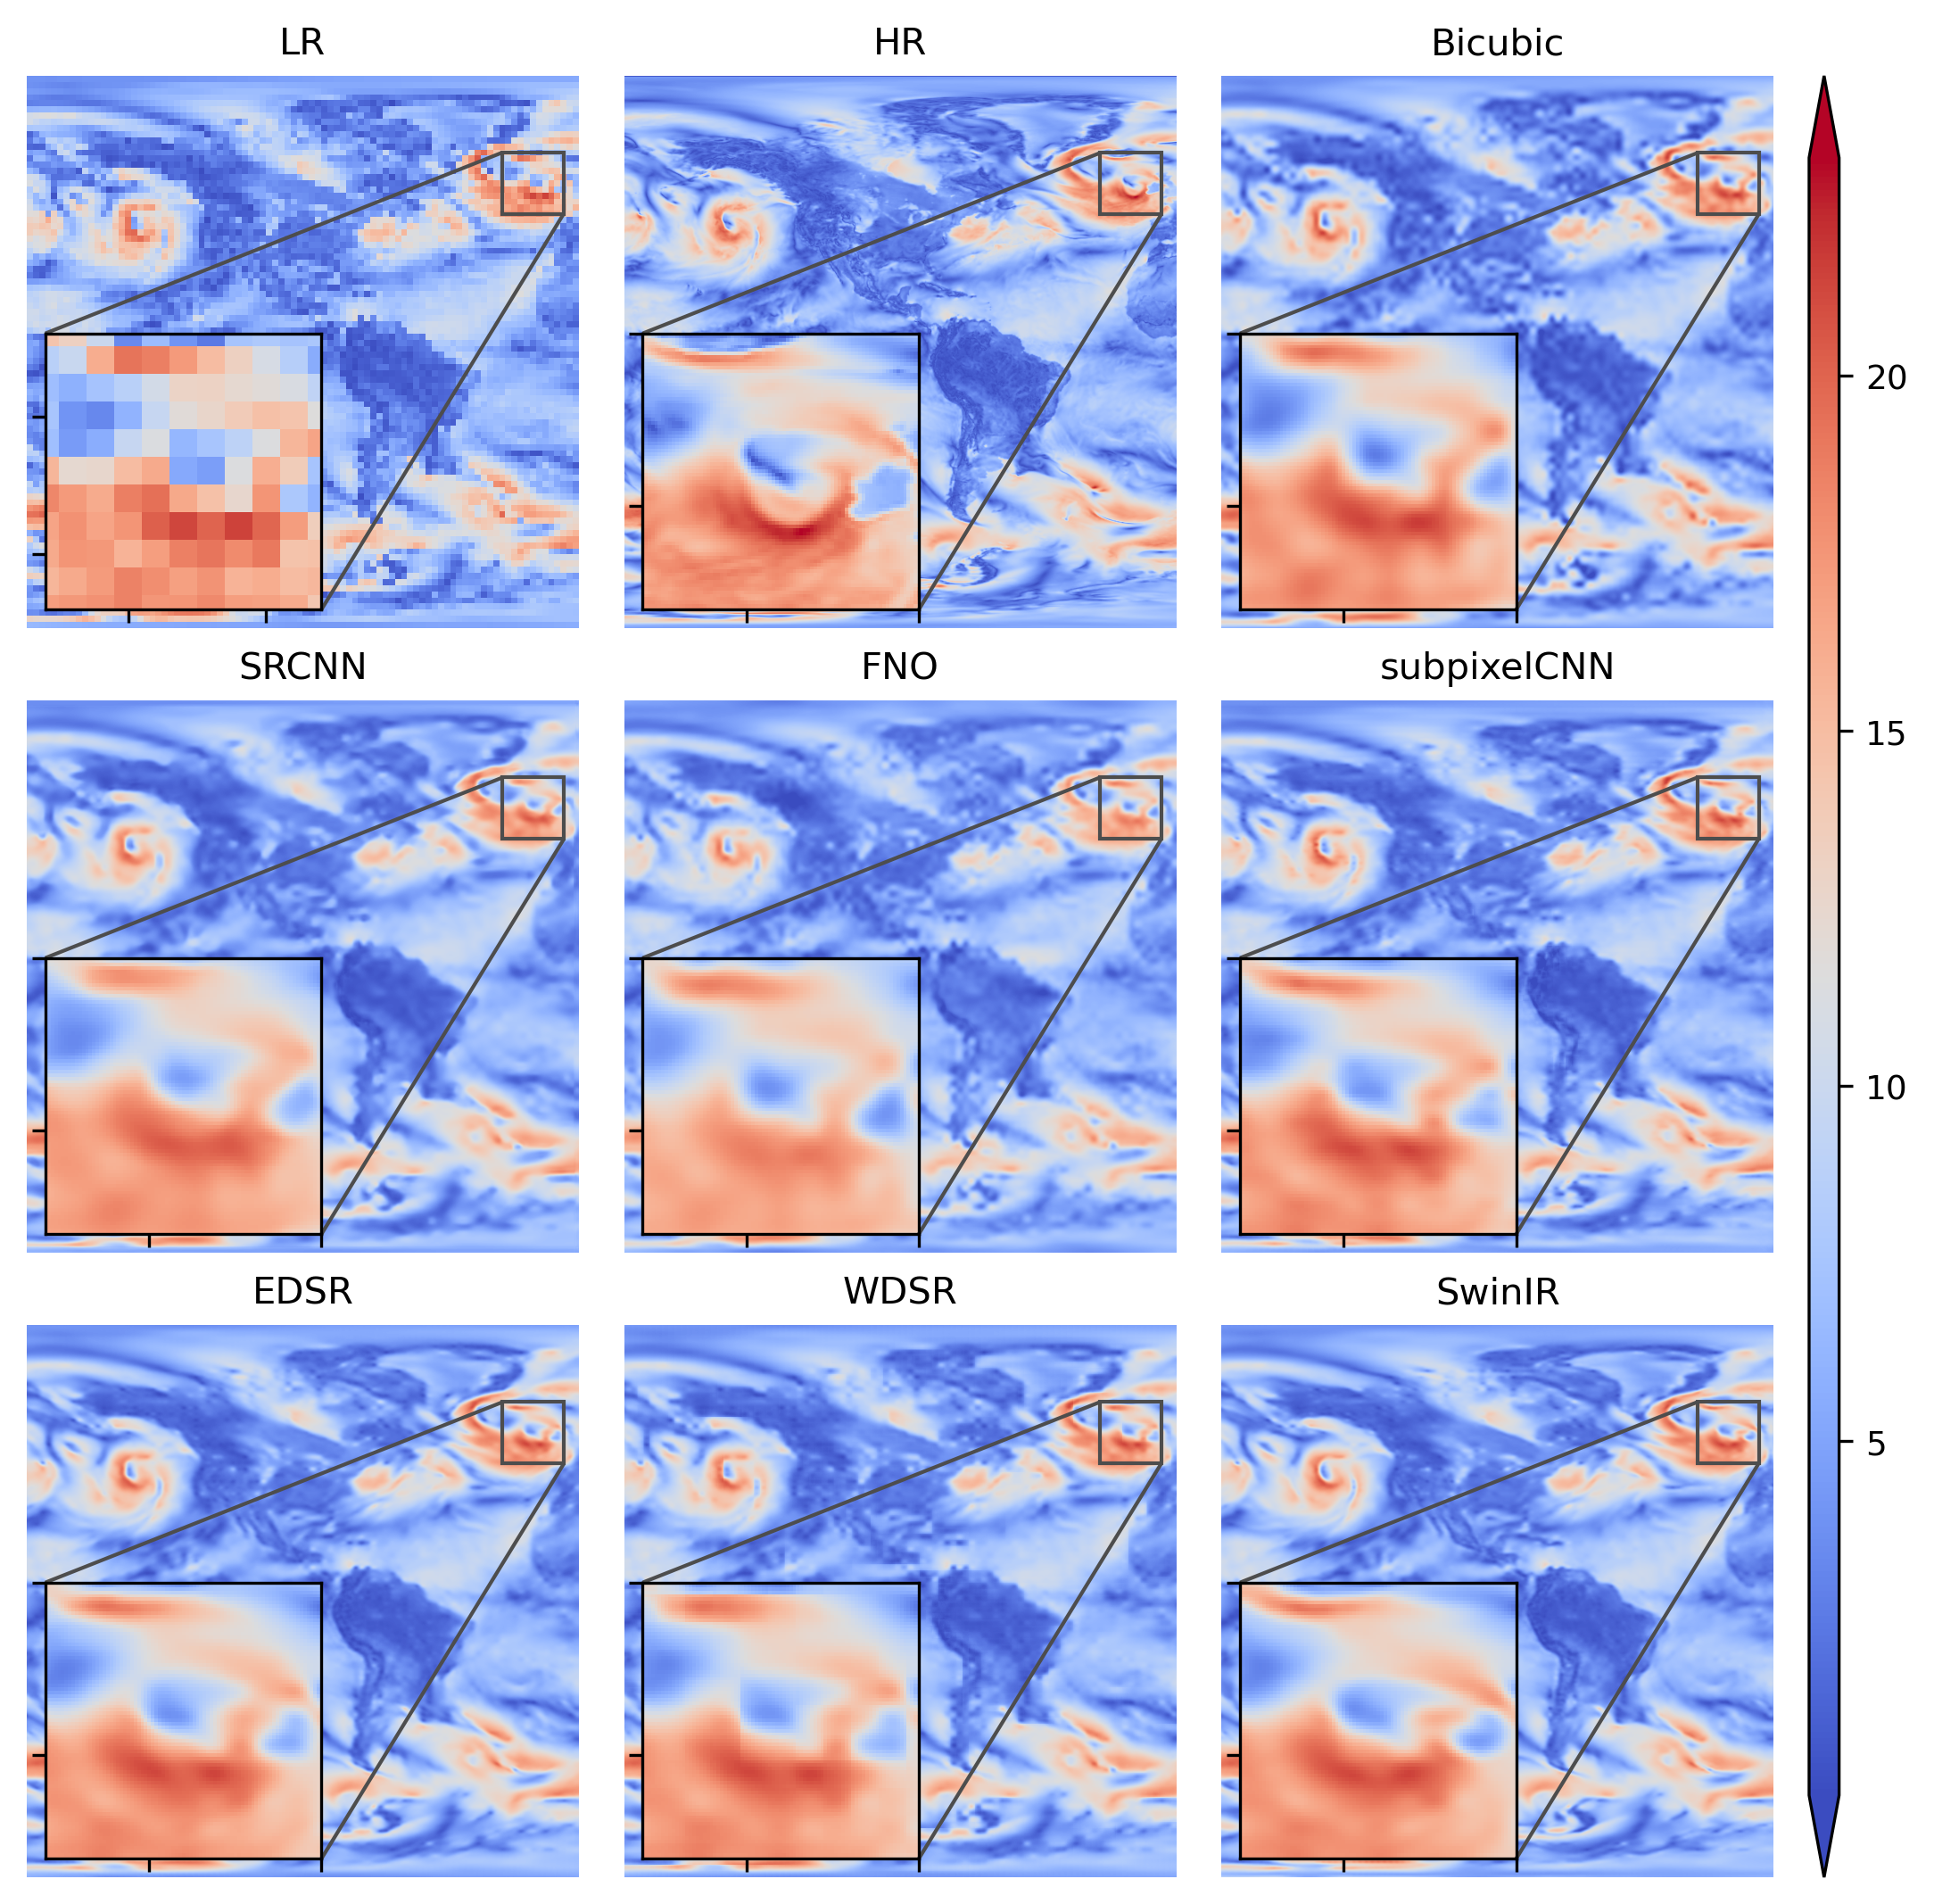 LR
HR
Bicubic
SRCNN
FNO
subpixelCNN
EDSR
WDSR
SwinIR
20
15
10
5